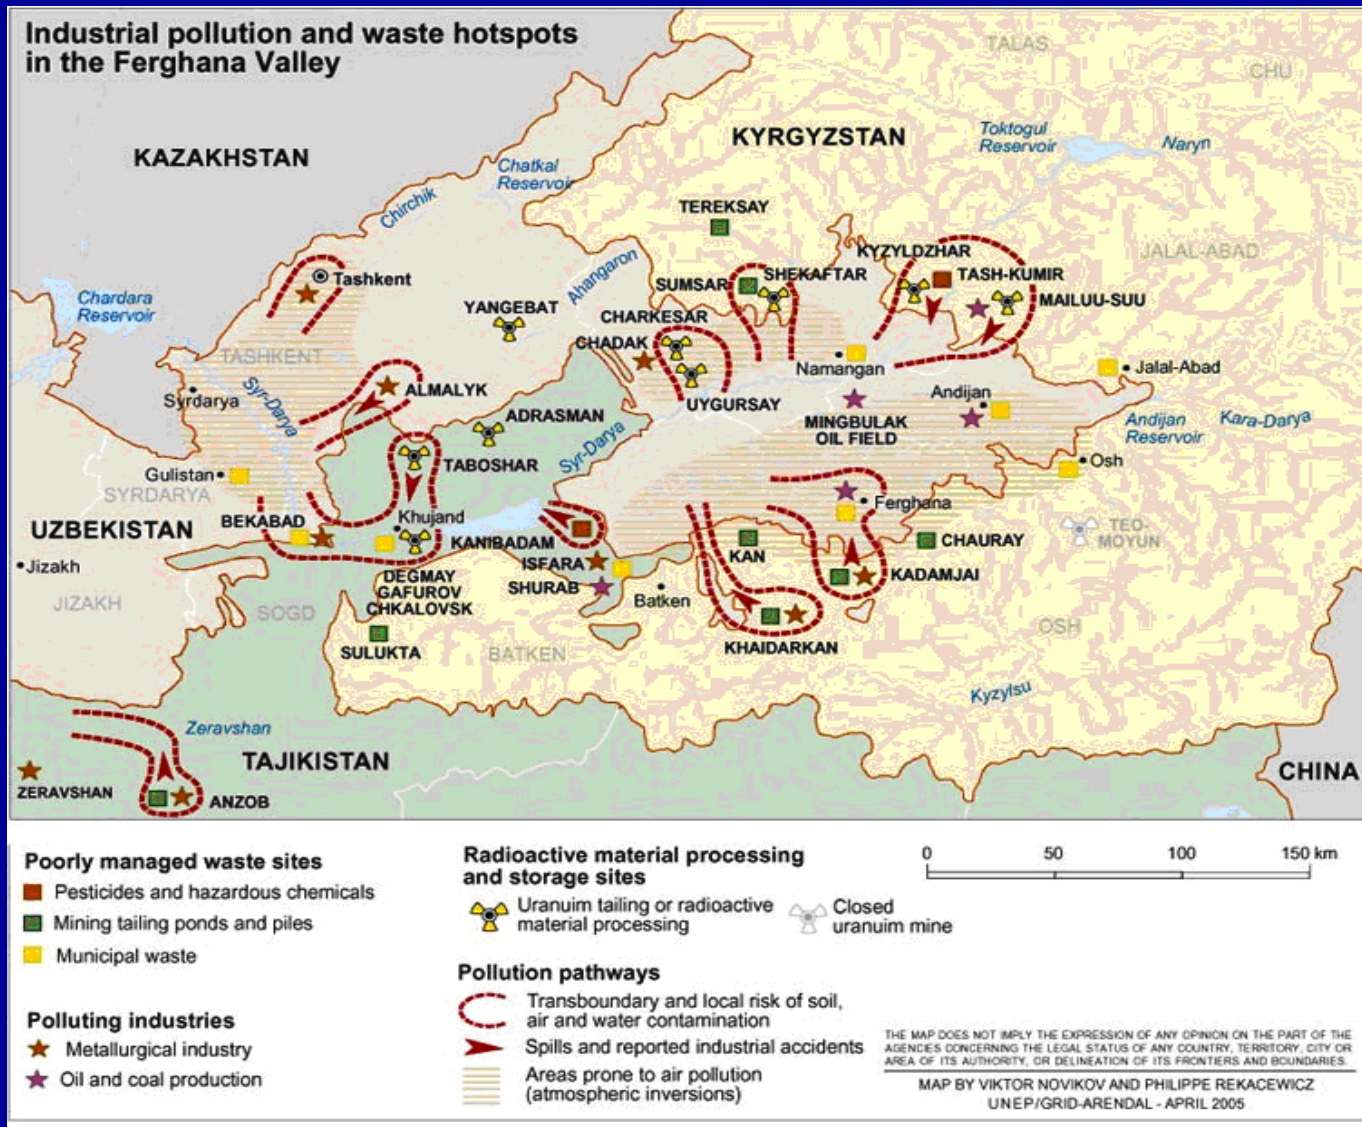 Industrial pollution and waste hotspots
in the Ferghana Valley
TALAS
CHU
KAZAKHSTAN
KYRGYZSTAN
Toktogul
Reservoir
Naryn
Chatkal
Reservoir
Chirchik
TEREKSAY
KYZYLDZHAR
JALAL-ABAD
Ahangaron
Tashkent
SUMSAR
SHEKAFTAR
TASH-KUMIR
MAILUU-SUU
Chardara
Reservoir
YANGEBAT
CHARKESAR
CHADAK
TASHKENT
Namangan
Jalal-Abad
Syrdarya
Syr-Darya
ALMALYK
UYGURSAY
Andijan
ADRASMAN
MINGBULAK
OIL FIELD
Andijan
Reservoir
Kara-Darya
Syr-Darya
TABOSHAR
Osh
Gulistan
SYRDARYA
Ferghana
BEKABAD
Khujand
UZBEKISTAN
KANIBADAM
KAN
CHAURAY
TEO-
MOYUN
Jizakh
ISFARA
SHURAB
DEGMAY
GAFUROV
CHKALOVSK
KADAMJAI
Batken
JIZAKH
SOGD
OSH
SULUKTA
BATKEN
KHAIDARKAN
Kyzylsu
Zeravshan
TAJIKISTAN
CHINA
ZERAVSHAN
ANZOB
Poorly managed waste sites
Pesticides and hazardous chemicals
Mining tailing ponds and piles
Municipal waste
Polluting industries
Metallurgical industry
Oil and coal production
Radioactive material processing
and storage sites
Uranuim tailing or radioactive
material processing
Closed
uranuim mine
Pollution pathways
Transboundary and local risk of soil,
air and water contamination
Spills and reported industrial accidents
Areas prone to air pollution
(atmospheric inversions)
0 50 100 150 km
THE MAP DOES NOT IMPLY THE EXPRESSION OF ANY OPINION ON THE PART OF THE
AGENCIES CONCERNING THE LEGAL STATUS OF ANY COUNTRY, TERRITORY, CITY OR
AREA OF ITS AUTHORITY, OR DELINEATION OF ITS FRONTIERS AND BOUNDARIES.
MAP BY VIKTOR NOVIKOV AND PHILIPPE REKACEWICZ
UNEP/GRID-ARENDAL - APRIL 2005